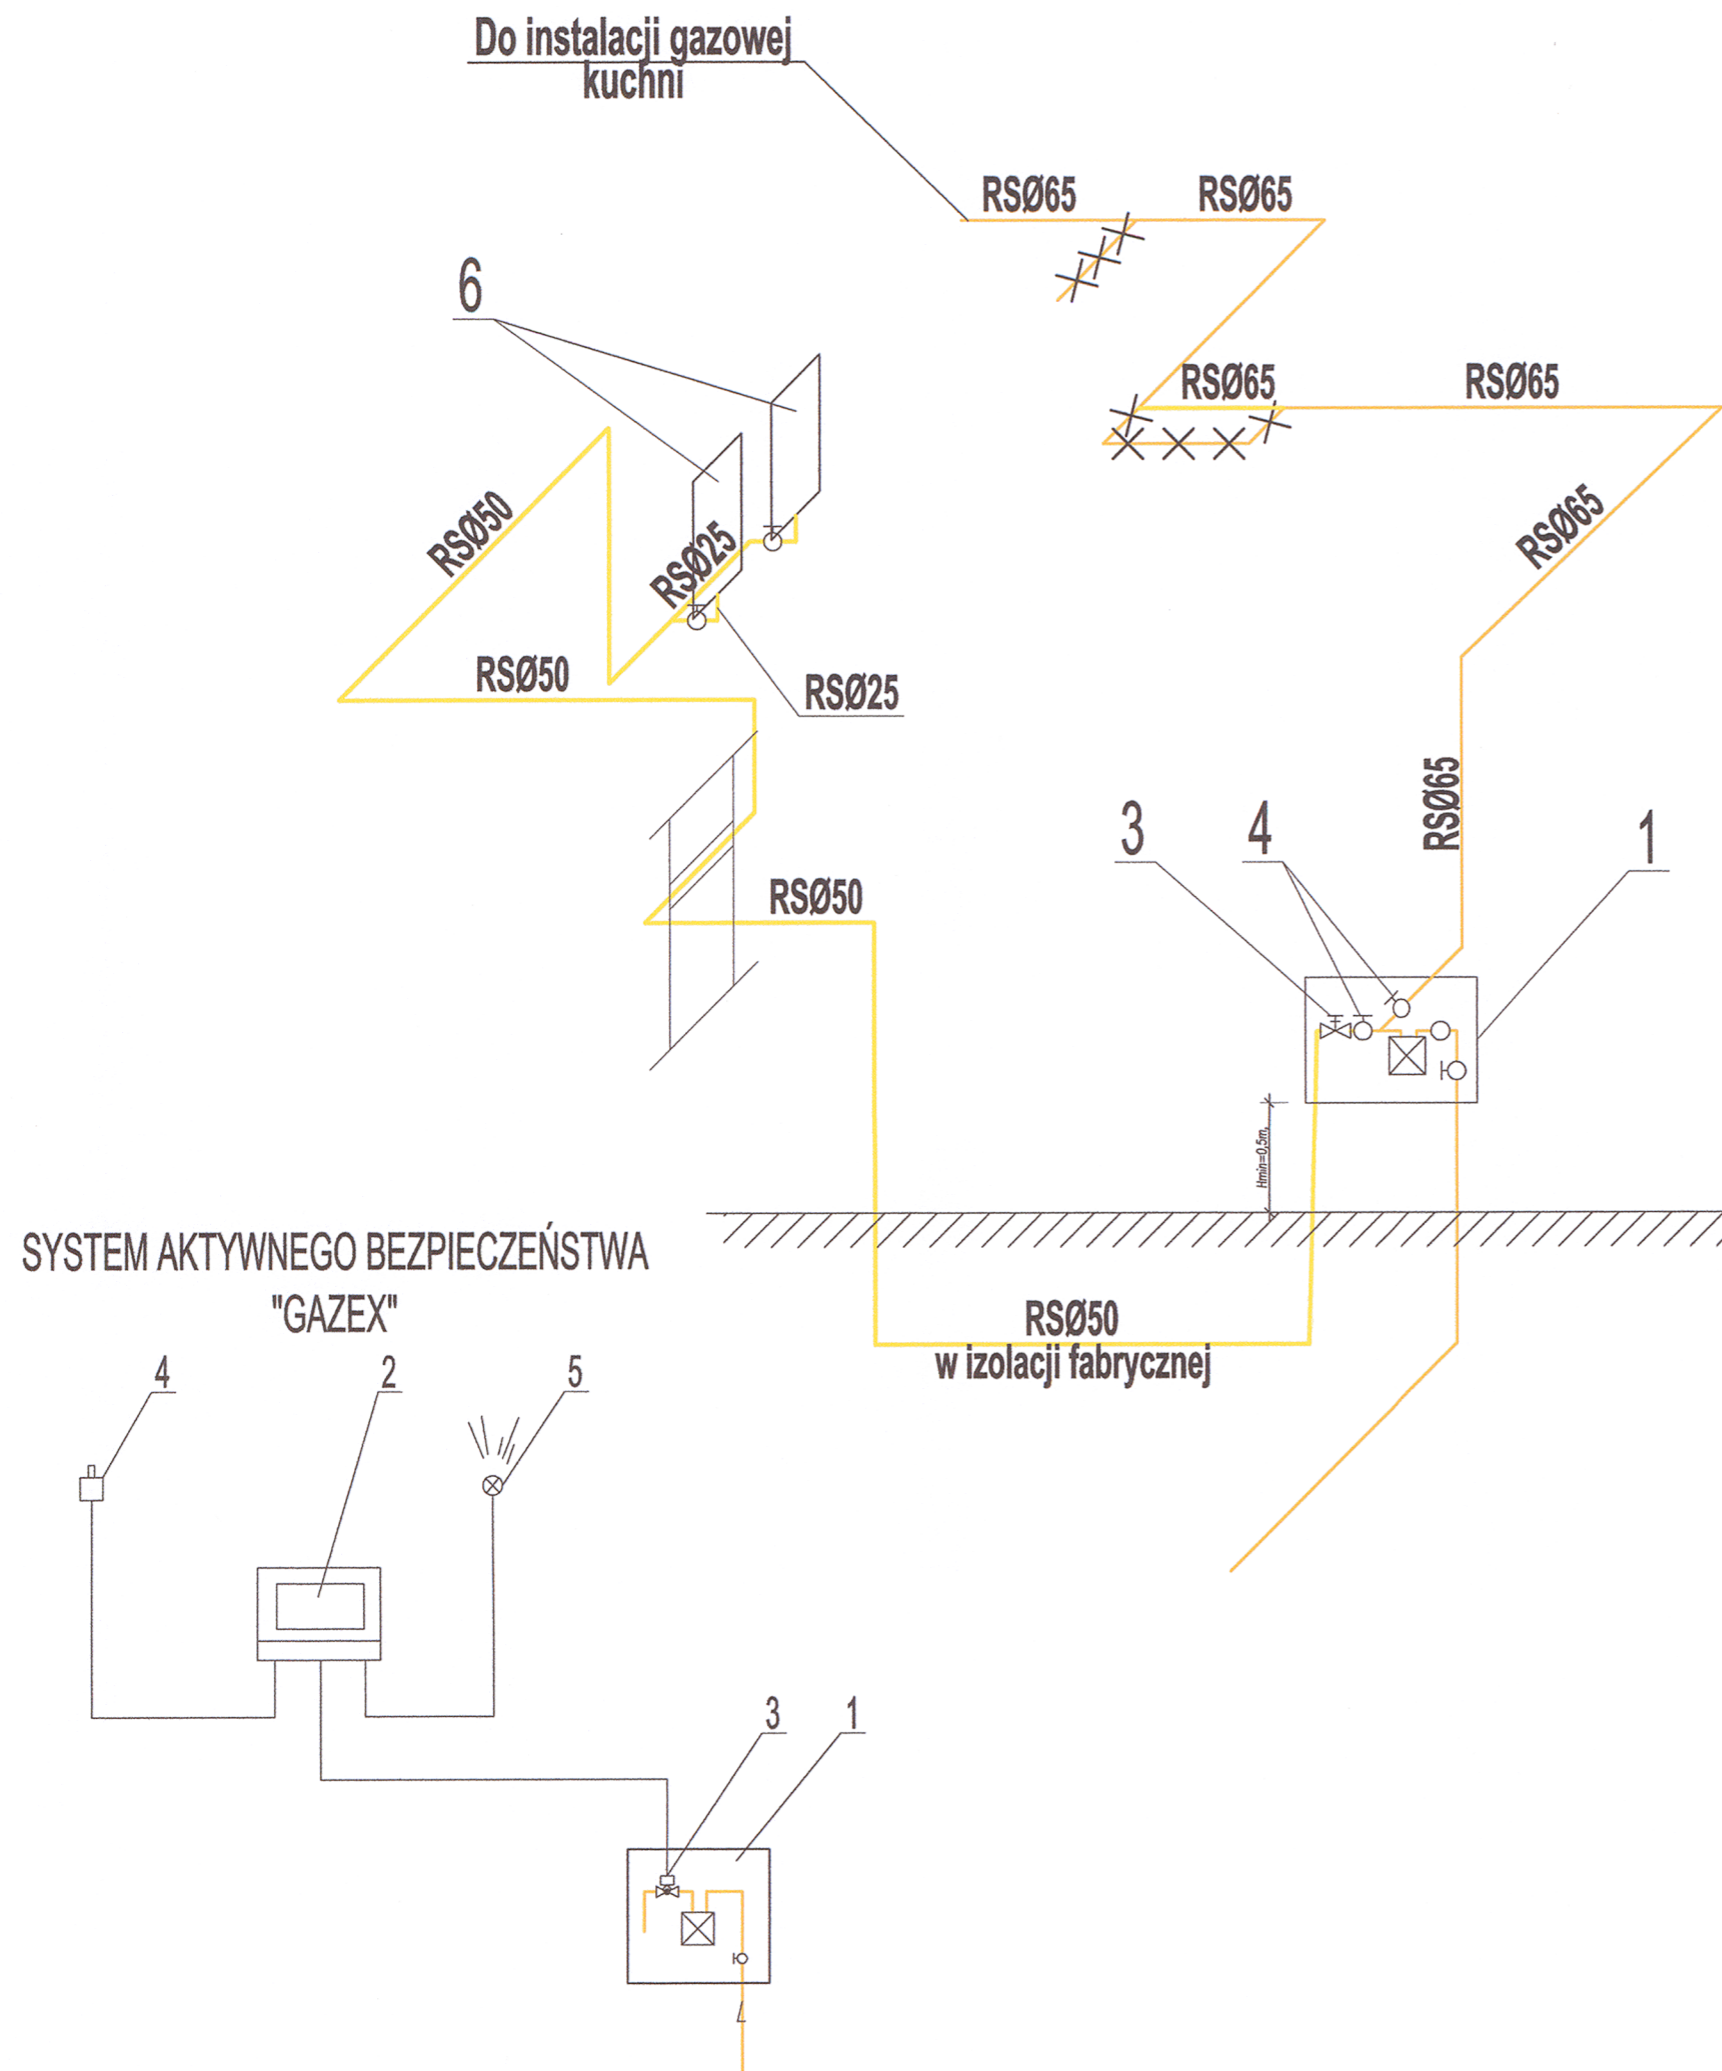 Do instalacji gazowej
kuchni
RSØ65
RSØ65
6
RSØ65
RSØ65
RSØ50
RSØ25
RSØ65
RSØ50
RSØ25
RSØ65
3
4
1
RSØ50
Hmin=0,5m,
SYSTEM AKTYWNEGO BEZPIECZEŃSTWA
"GAZEX"
RSØ50
w izolacji fabrycznej
4
2
5
3
1